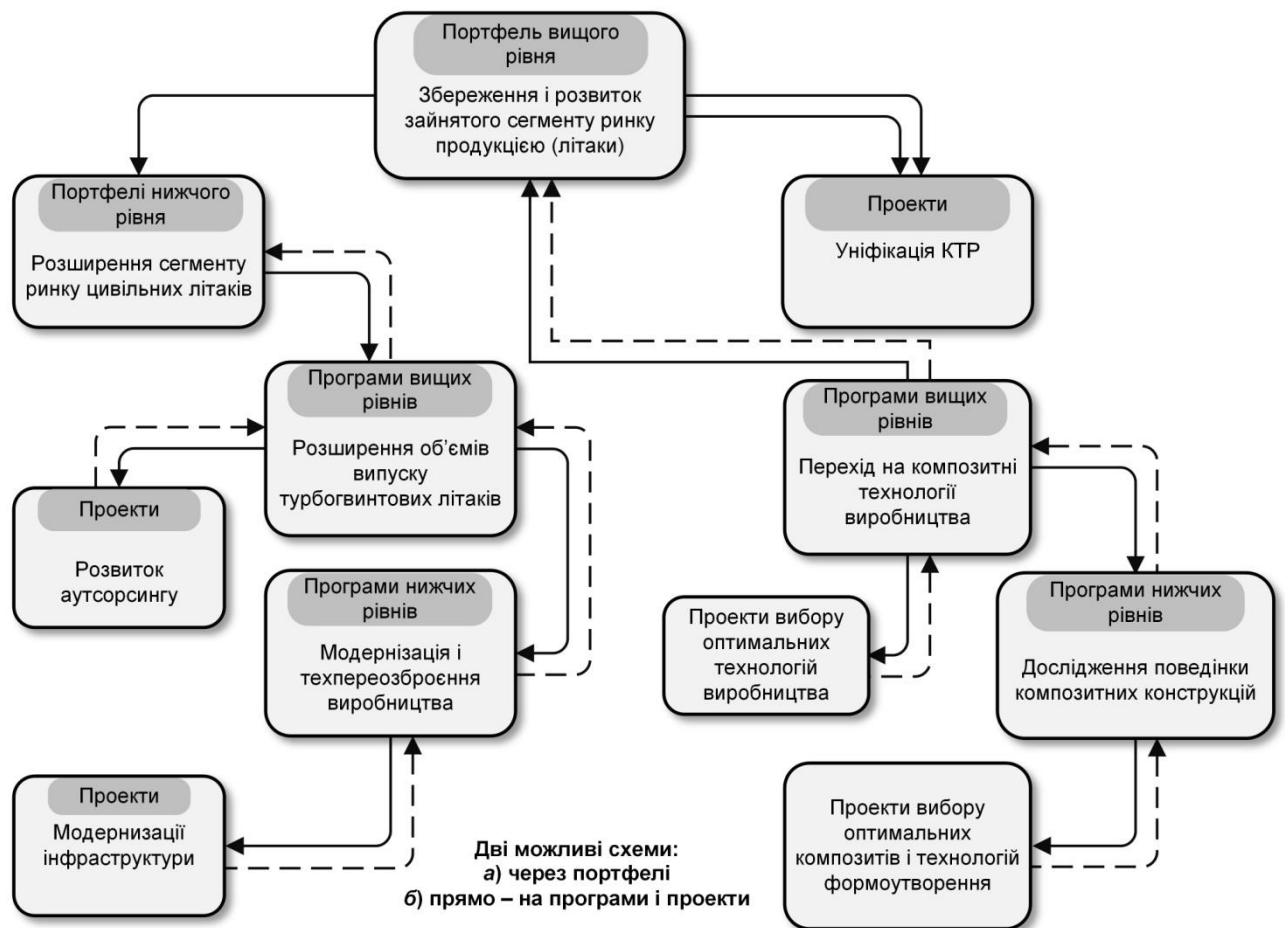 Портфель вищого
рівня
Збереження і розвиток
зайнятого сегменту ринку
продукцією (літаки)
Портфелі нижчого
рівня
Розширення сегменту
ринку цивільних літаків
Проекти
Уніфікація КТР
Програми вищих
рівнів
Розширення об’ємів
випуску
турбогвинтових літаків
Програми вищих
рівнів
Перехід на композитні
технології
виробництва
Проекти
Розвиток
аутсорсингу
Програми нижчих
рівнів
Модернізація і
техпереозброєння
виробництва
Проекти вибору
оптимальних
технологій
виробництва
Програми нижчих
рівнів
Дослідження поведінки
композитних конструкцій
Проекти
Модернизації
інфраструктури
Проекти вибору
оптимальних
композитів і технологій
формоутворення
Дві можливі схеми:
а) через портфелі
б) прямо – на програми і проекти